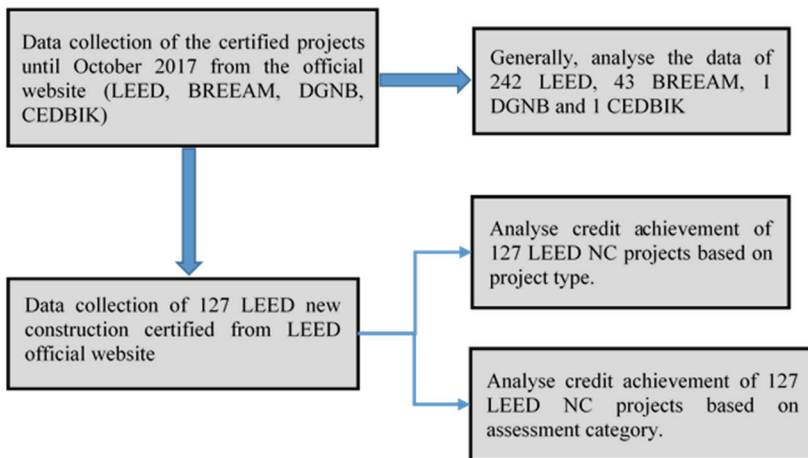 Data collection of the certified projects
until October 2017 from the official
website (LEED, BREEAM, DGNB,
CEDBIK)
Generally, analyse the data of
242 LEED, 43 BREEAM, 1
DGNB and 1 CEDBIK
Analyse credit achievement of
127 LEED NC projects based on
project type.
Data collection of 127 LEED new
construction certified from LEED
official website
Analyse credit achievement of 127
LEED NC projects based on
assessment category.